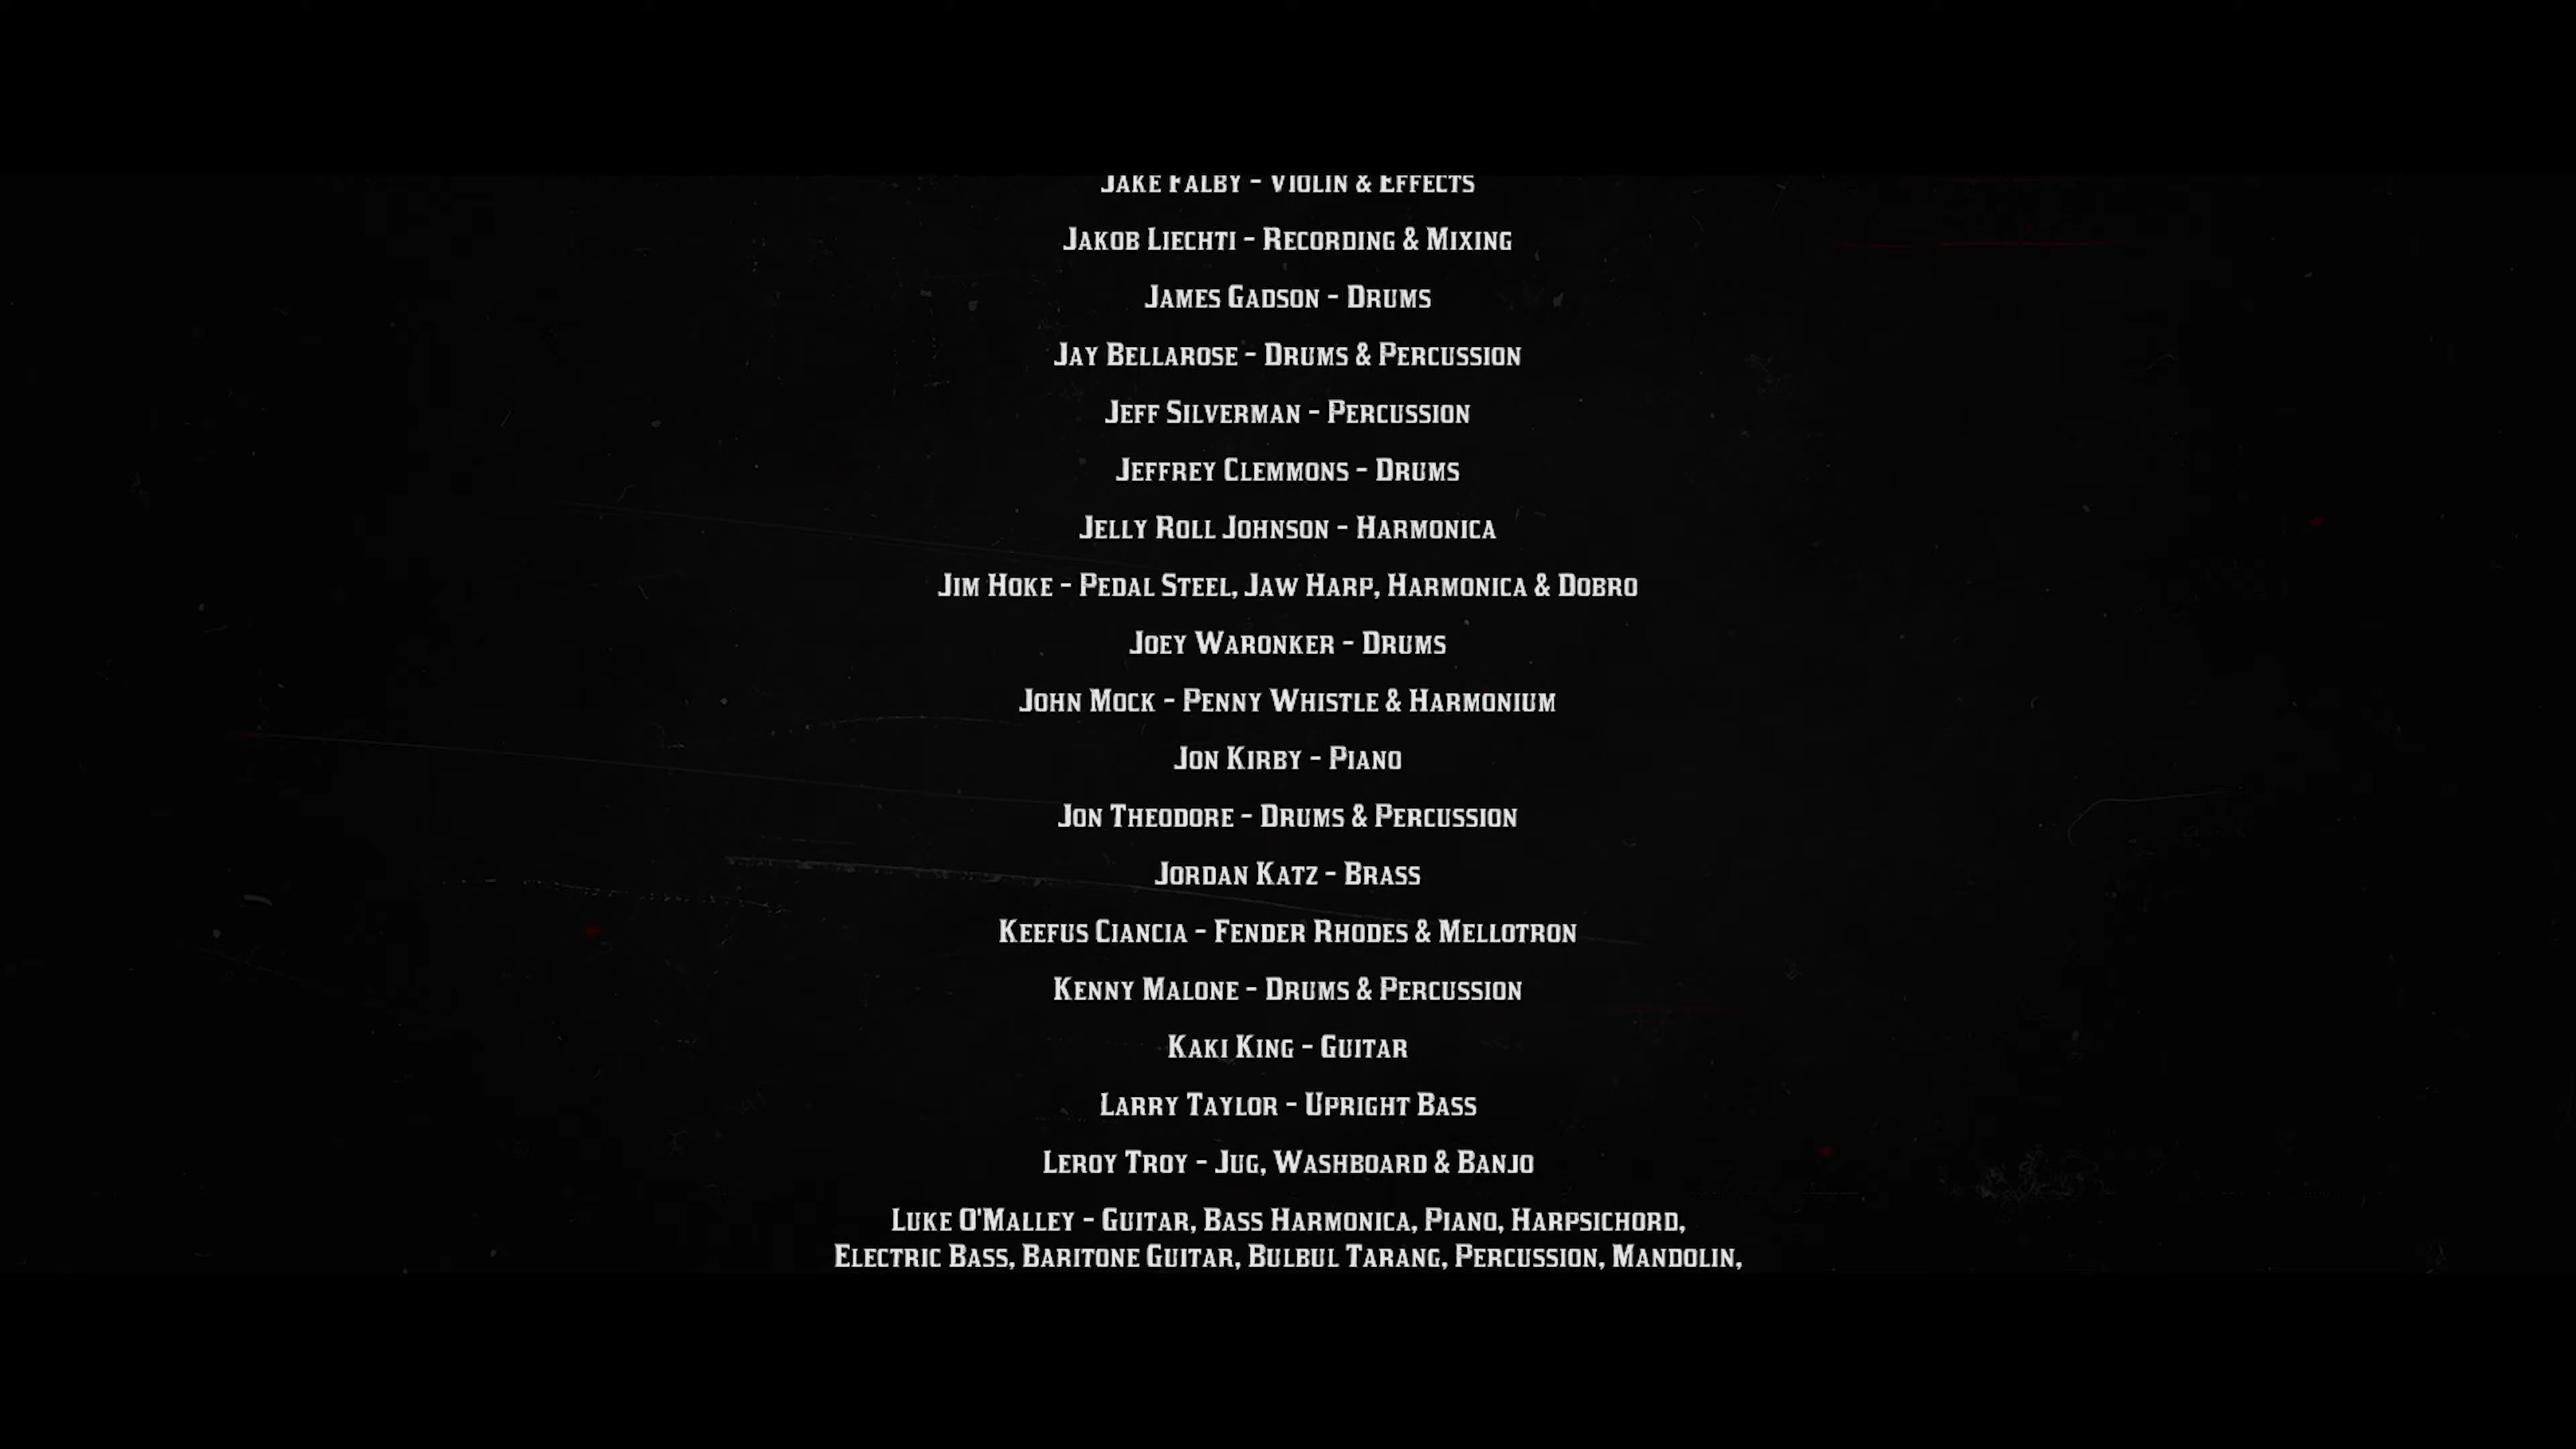 Jake Falby - Violin & Effects
Jakob Liechti - Recording & Mixing
James Gadson - Drums
Jay Bellarose - Drums & Percussion
Jeff Silverman - Percussion
Jeffrey Clemmons - Drums
Jelly Roll Johnson - Harmonica
Jim Hoke - Pedal Steel, Jaw Harp, Harmonica & Dobro
Joey Waronker - Drums
John Mock - Penny Whistle & Harmonium
Jon Kirby - Piano
Jon Theodore - Drums & Percussion
Jordan Katz - Brass
Keefus Ciancia - Fender Rhodes & Mellotron
Kenny Malone - Drums & Percussion
Kaki King - Guitar
Larry Taylor - Upright Bass
Leroy Troy - Jug, Washboard & Banjo
Luke O'Malley - Guitar, Bass Harmonica, Piano, Harpsichord,
Electric Bass, Baritone Guitar, Bulbul Tarang, Percussion, Mandolin,